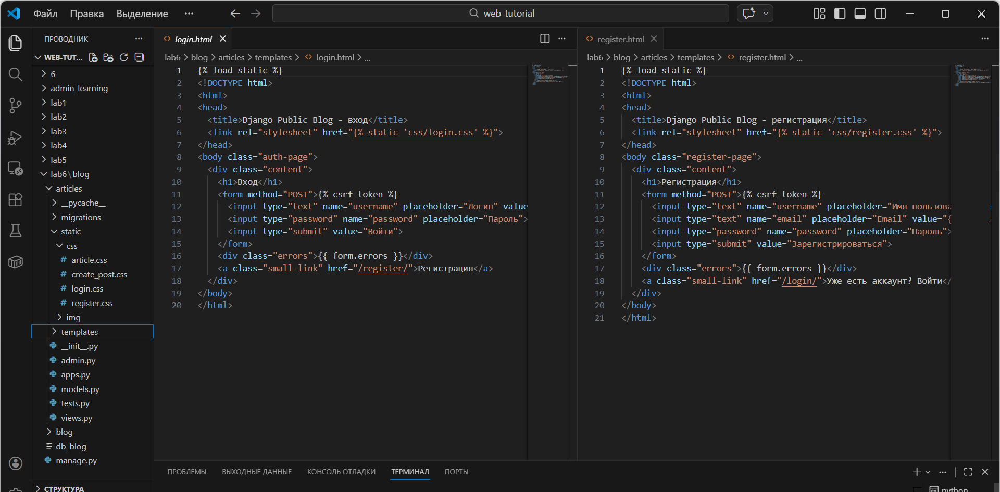 Файл Правка Выделение ··· web-tutorial
ПРОВОДНИК ···
WEB-TUT...
6
admin_learning
lab1
lab2
lab3
lab4
lab5
lab6\blog
articles
__pycache__
migrations
static
css
# article.css
# create_post.css
# login.css
# register.css
img
templates
__init__.py
admin.py
apps.py
models.py
tests.py
views.py
blog
db_blog
manage.py
СТРУКТУРА
login.html
lab6 > blog > articles > templates > login.html > ...
1 {% load static %}
2 <!DOCTYPE html>
3 <html>
4 <head>
5 <title>Django Public Blog - вход</title>
6 <link rel="stylesheet" href="{% static 'css/login.css' %}">
7 </head>
8 <body class="auth-page">
9 <div class="content">
10 <h1>Вход</h1>
11 <form method="POST">{% csrf_token %}
12 <input type="text" name="username" placeholder="Логин" value
13 <input type="password" name="password" placeholder="Пароль">
14 <input type="submit" value="Войти">
15 </form>
16 <div class="errors">{{ form.errors }}</div>
17 <a class="small-link" href="/register/">Регистрация</a>
18 </div>
19 </body>
20 </html>
register.html
lab6 > blog > articles > templates > register.html > ...
1 {% load static %}
2 <!DOCTYPE html>
3 <html>
4 <head>
5 <title>Django Public Blog - регистрация</title>
6 <link rel="stylesheet" href="{% static 'css/register.css' %}">
7 </head>
8 <body class="register-page">
9 <div class="content">
10 <h1>Регистрация</h1>
11 <form method="POST">{% csrf_token %}
12 <input type="text" name="username" placeholder="Имя пользова
13 <input type="text" name="email" placeholder="Email" value="{
14 <input type="password" name="password" placeholder="Пароль">
15 <input type="submit" value="Зарегистрироваться">
16 </form>
17 <div class="errors">{{ form.errors }}</div>
18 <a class="small-link" href="/login/">Уже есть аккаунт? Войти</
19 </div>
20 </body>
21 </html>
ПРОБЛЕМЫ ВЫХОДНЫЕ ДАННЫЕ КОНСОЛЬ ОТЛАДКИ ТЕРМИНАЛ ПОРТЫ
python